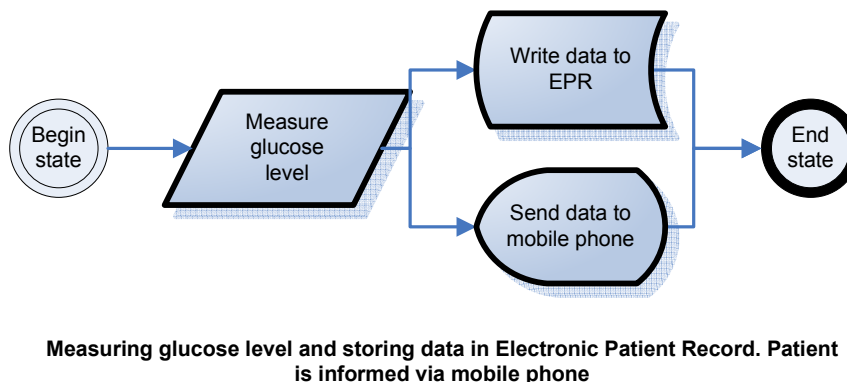 Begin
state
Measure
glucose
level
Write data to
EPR
Send data to
mobile phone
End
state
Measuring glucose level and storing data in Electronic Patient Record. Patient
is informed via mobile phone